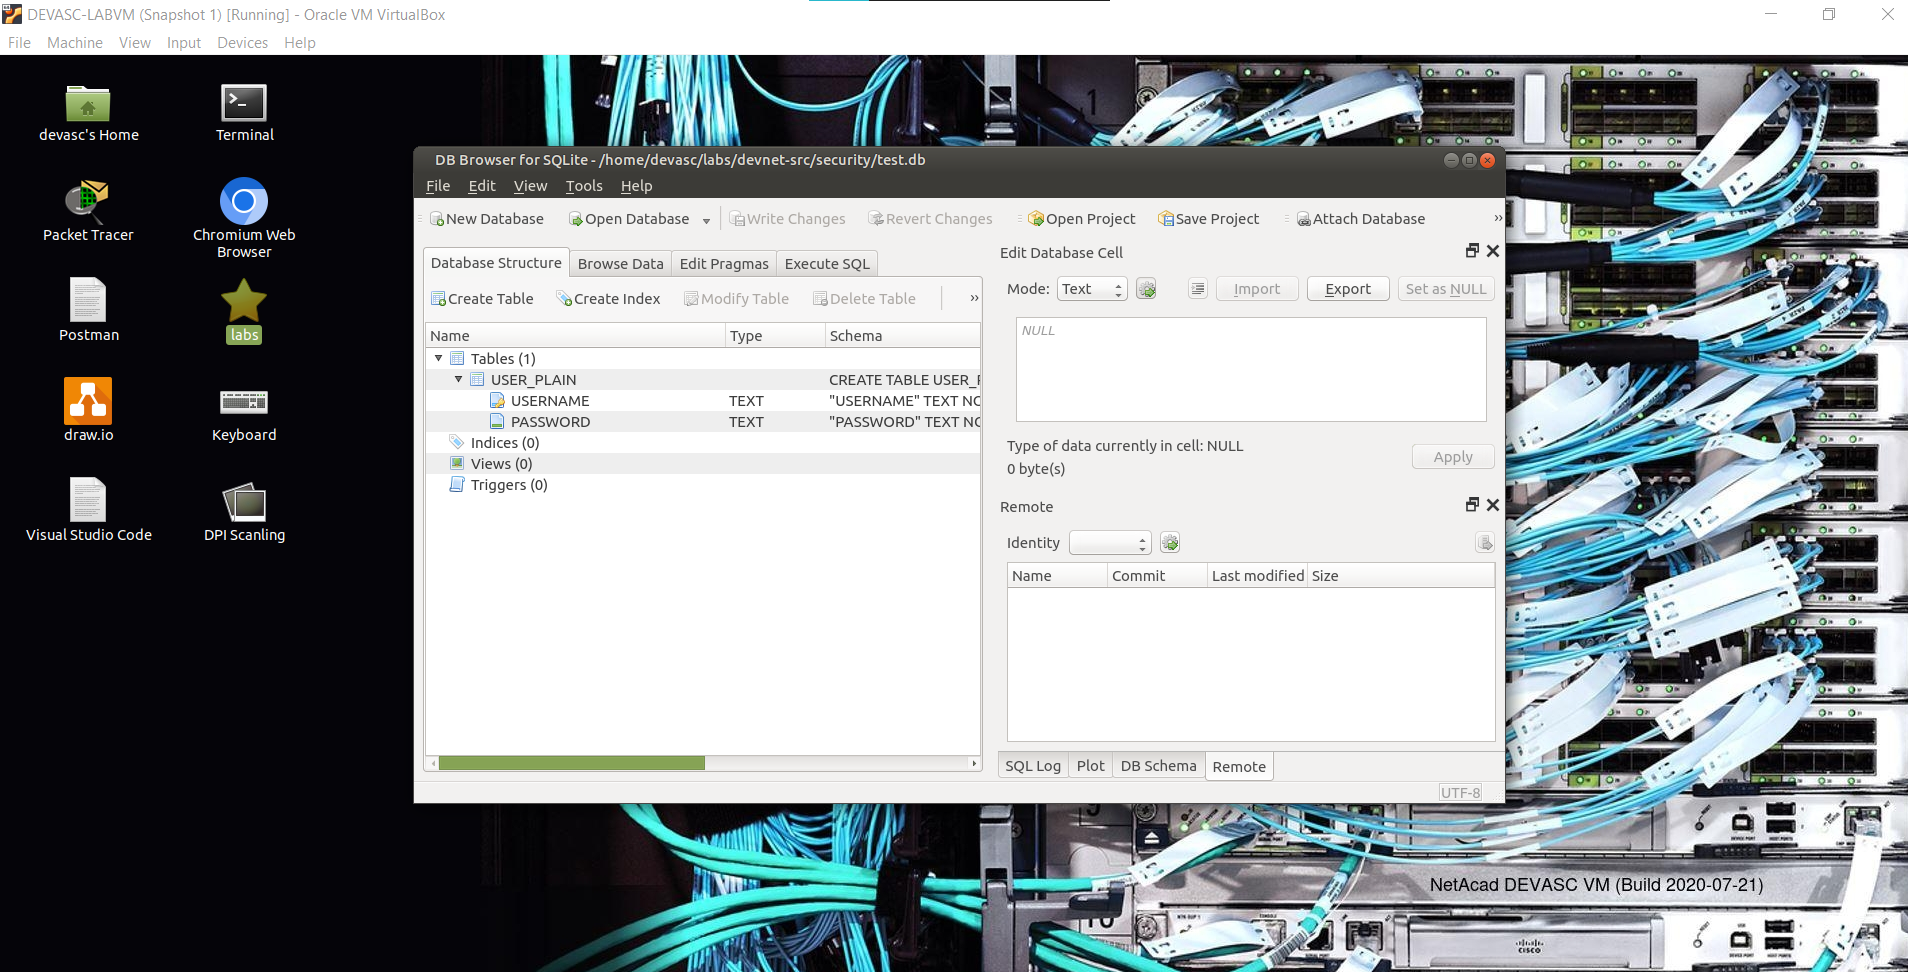 DEVASC-LABVM (Snapshot 1) [Running] - Oracle VM VirtualBox
File Machine View Input Devices Help
devasc's Home
Terminal
Packet Tracer
Chromium Web
Browser
Postman
labs
draw.io
Keyboard
Visual Studio Code
DPI Scanling
DB Browser for SQLite - /home/devasc/labs/devnet-src/security/test.db
File Edit View Tools Help
New Database Open Database Write Changes Revert Changes Open Project Save Project Attach Database »
Database Structure Browse Data Edit Pragmas Execute SQL
Create Table Create Index Modify Table Delete Table »
Name Type Schema
Tables (1)
USER_PLAIN CREATE TABLE USER_P
USERNAME TEXT "USERNAME" TEXT NO
PASSWORD TEXT "PASSWORD" TEXT NO
Indices (0)
Views (0)
Triggers (0)
Edit Database Cell
Mode: Text Import Export Set as NULL
NULL
Type of data currently in cell: NULL
0 byte(s)
Apply
Remote
Identity
Name Commit Last modified Size
SQL Log Plot DB Schema Remote
UTF-8
NetAcad DEVASC VM (Build 2020-07-21)
CISCO